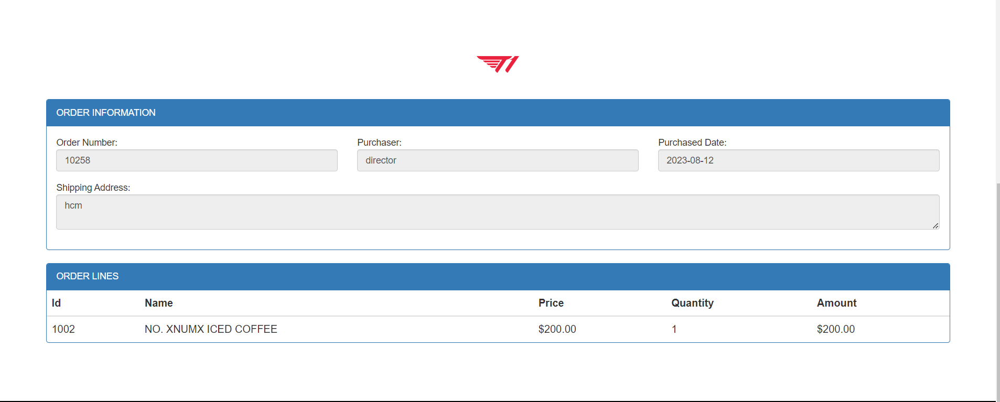 T1
ORDER INFORMATION
Order Number: Purchaser: Purchased Date:
10258 director 2023-08-12
Shipping Address:
hcm
ORDER LINES
Id Name Price Quantity Amount
1002 NO. XNUMX ICED COFFEE $200.00 1 $200.00